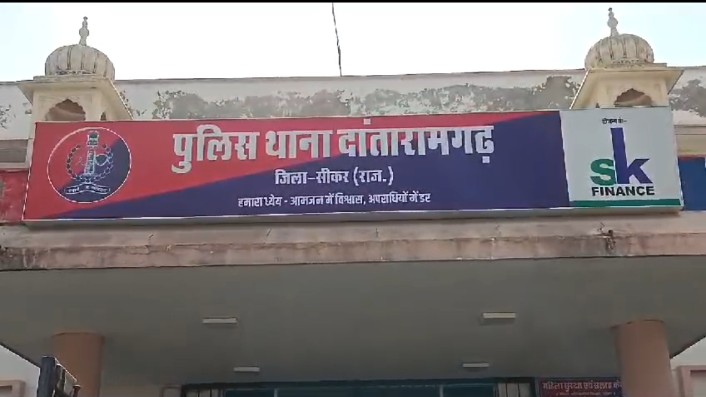 पुलिस थाना दांतारामगढ़
जिला-सीकर (राज.)
हमारा ध्येय - आमजन में विश्वास, अपराधियों में डर
sk
FINANCE